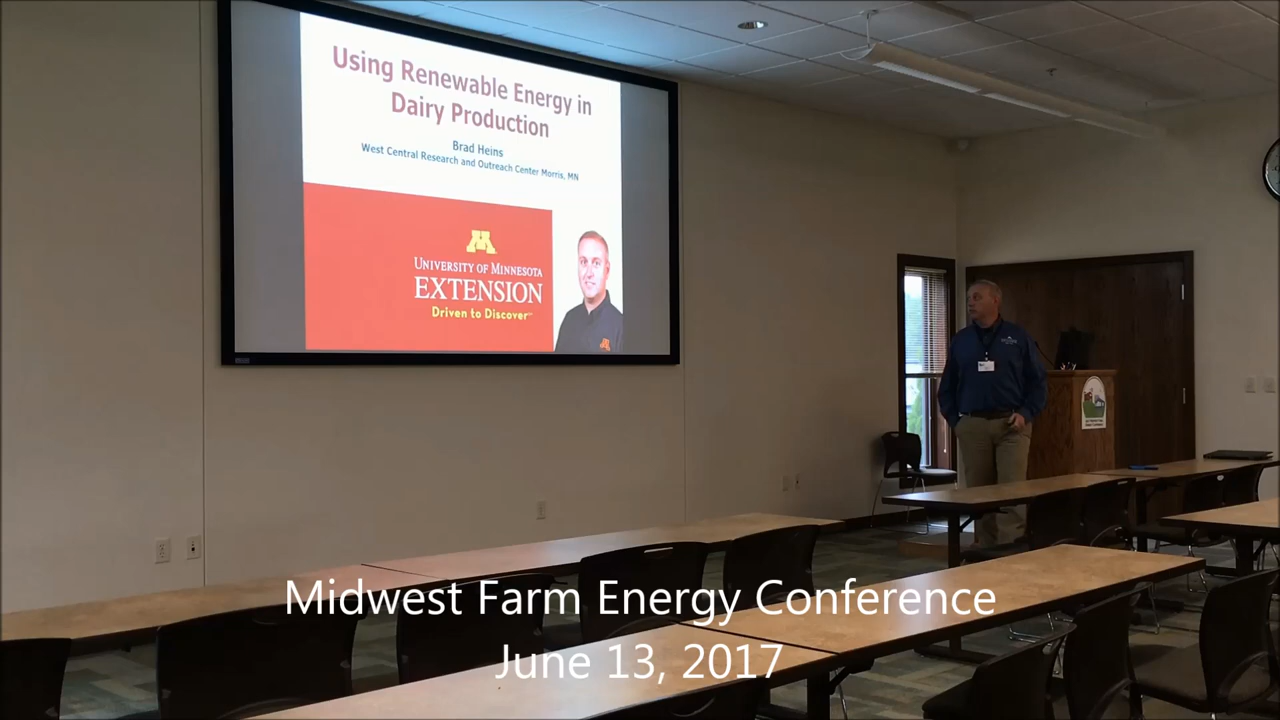 Using Renewable Energy in
Dairy Production
Brad Heins
West Central Research and Outreach Center Morris, MN
UNIVERSITY OF MINNESOTA
EXTENSION
Driven to Discover℠
Midwest Farm Energy Conference
June 13, 2017